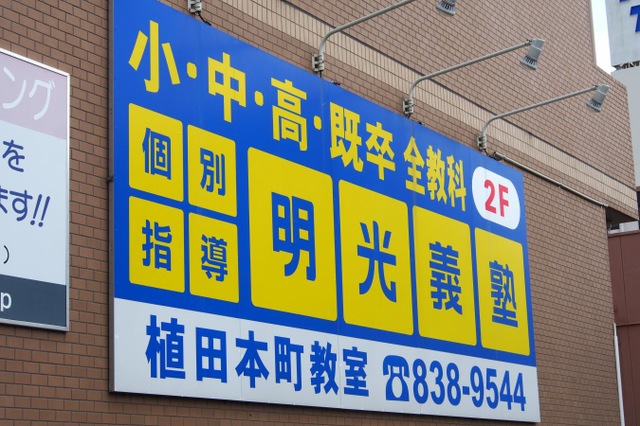 小・中・高・既卒 全教科 2F
個別
指導
明光義塾
植田本町教室 ☎838-9544
ング
を
ます!!
)
p